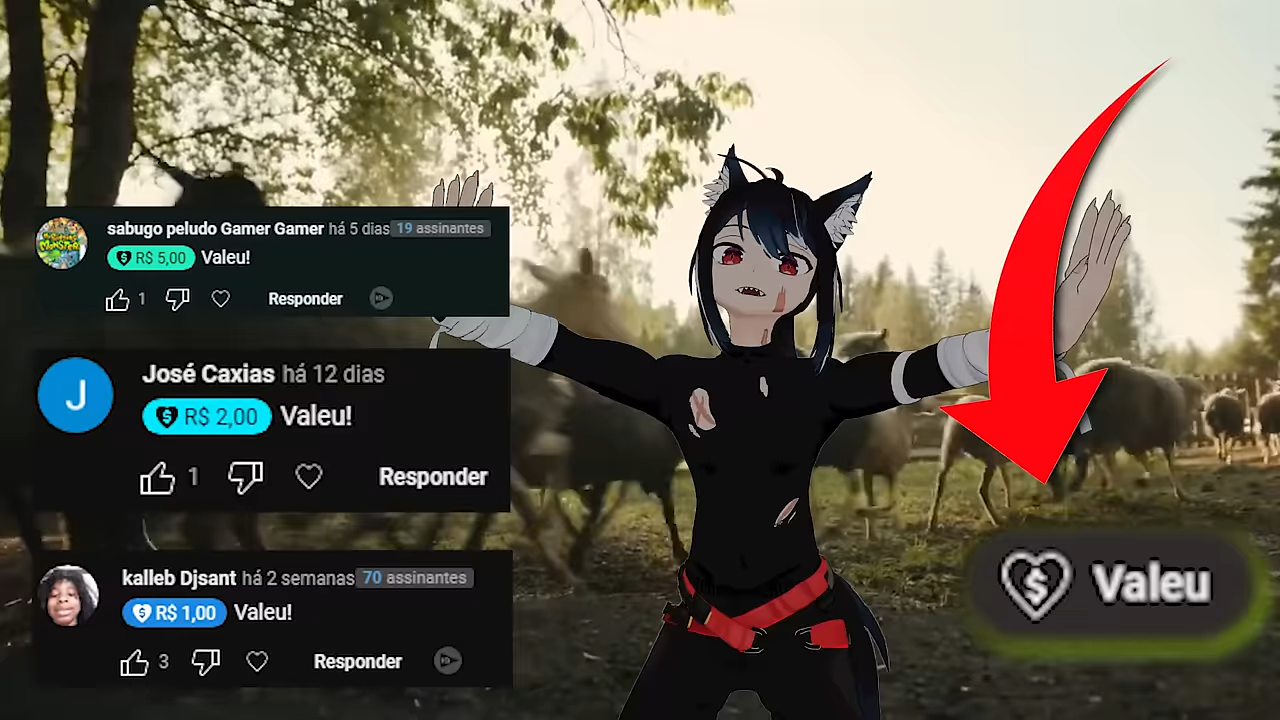 sabugo peludo Gamer Gamer há 5 dias 19 assinantes
R$ 5,00 Valeu!
1 Responder
J
José Caxias há 12 dias
R$ 2,00 Valeu!
1 Responder
kalleb Djsant há 2 semanas 70 assinantes
R$ 1,00 Valeu!
3 Responder
$ Valeu